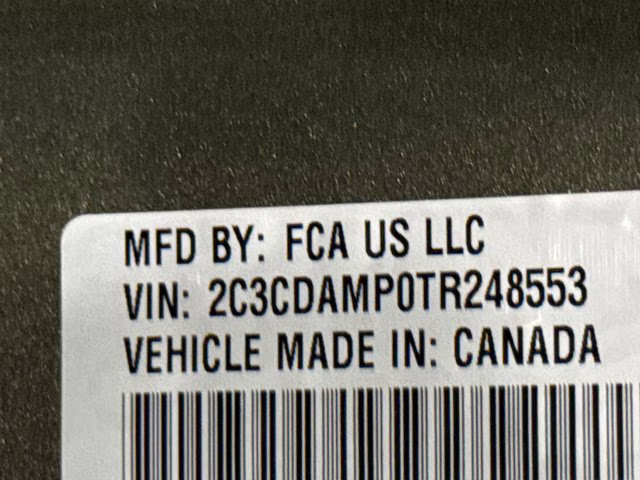 MFD BY: FCA US LLC
VIN: 2C3CDAMP0TR248553
VEHICLE MADE IN: CANADA